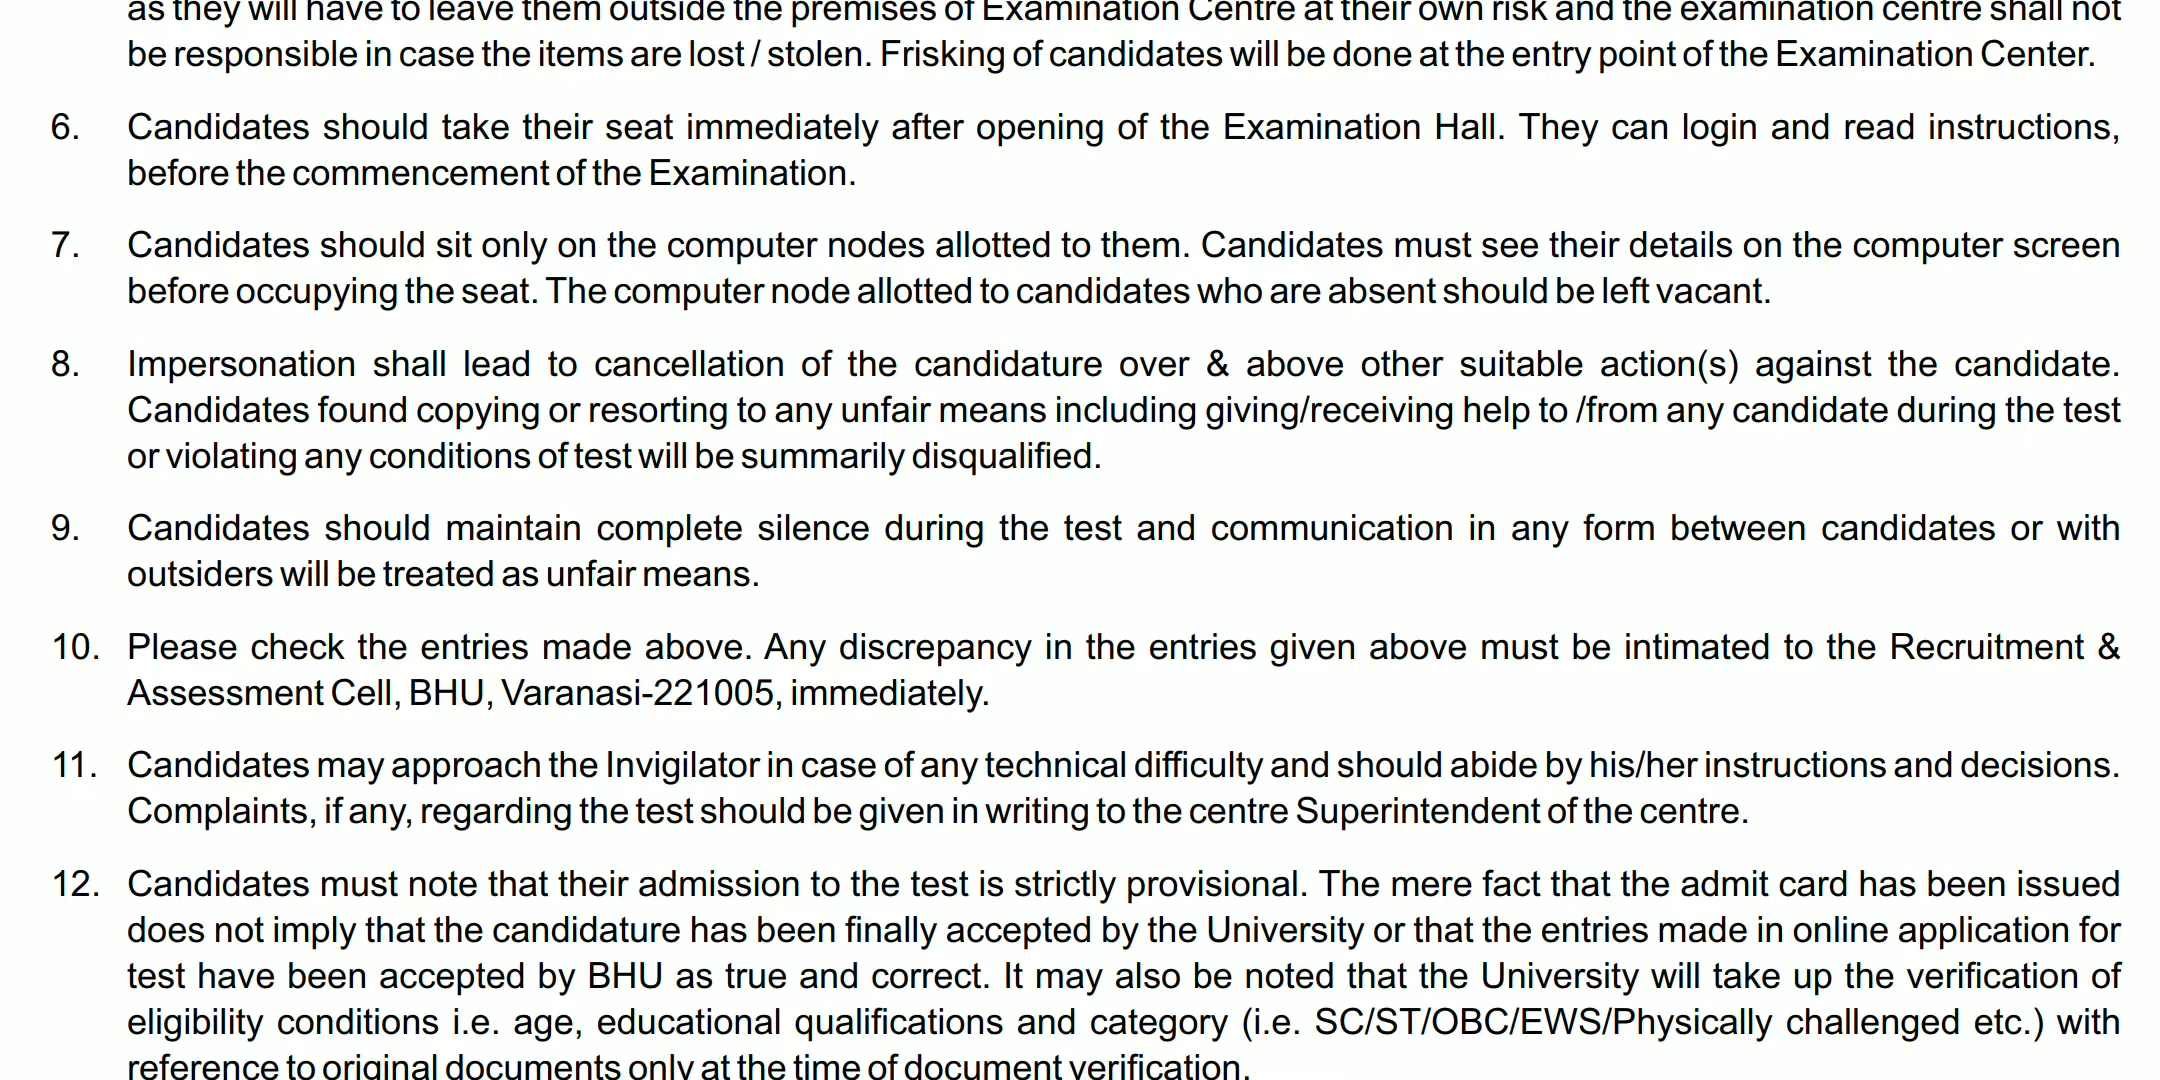 as they will have to leave them outside the premises of Examination Centre at their own risk and the examination centre shall not
be responsible in case the items are lost / stolen. Frisking of candidates will be done at the entry point of the Examination Center.
6. Candidates should take their seat immediately after opening of the Examination Hall. They can login and read instructions,
before the commencement of the Examination.
7. Candidates should sit only on the computer nodes allotted to them. Candidates must see their details on the computer screen
before occupying the seat. The computer node allotted to candidates who are absent should be left vacant.
8. Impersonation shall lead to cancellation of the candidature over & above other suitable action(s) against the candidate.
Candidates found copying or resorting to any unfair means including giving/receiving help to /from any candidate during the test
or violating any conditions of test will be summarily disqualified.
9. Candidates should maintain complete silence during the test and communication in any form between candidates or with
outsiders will be treated as unfair means.
10. Please check the entries made above. Any discrepancy in the entries given above must be intimated to the Recruitment &
Assessment Cell, BHU, Varanasi-221005, immediately.
11. Candidates may approach the Invigilator in case of any technical difficulty and should abide by his/her instructions and decisions.
Complaints, if any, regarding the test should be given in writing to the centre Superintendent of the centre.
12. Candidates must note that their admission to the test is strictly provisional. The mere fact that the admit card has been issued
does not imply that the candidature has been finally accepted by the University or that the entries made in online application for
test have been accepted by BHU as true and correct. It may also be noted that the University will take up the verification of
eligibility conditions i.e. age, educational qualifications and category (i.e. SC/ST/OBC/EWS/Physically challenged etc.) with
reference to original documents only at the time of document verification.